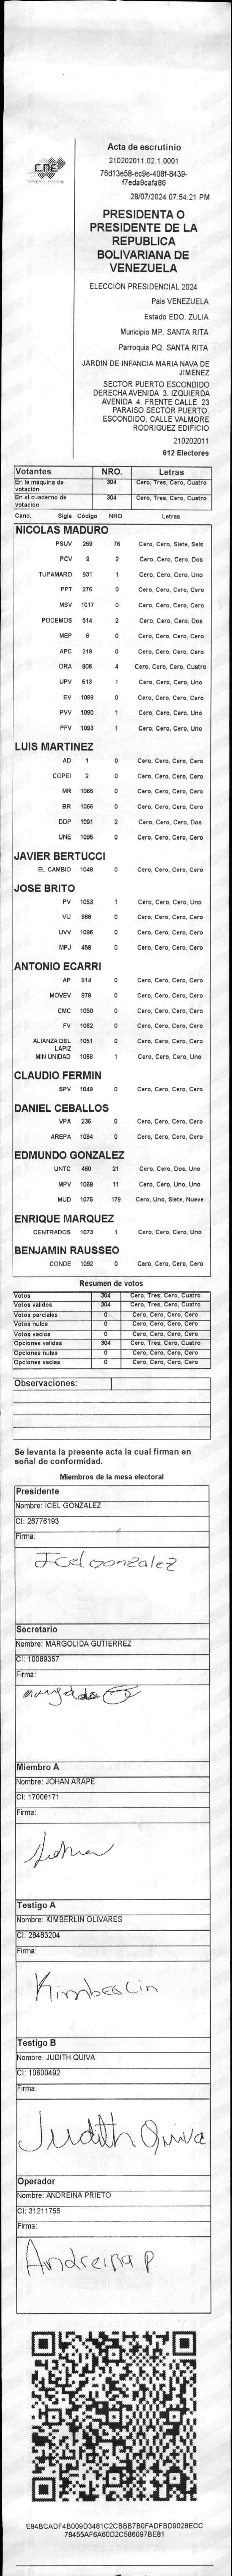 CNE
Acta de escrutinio
210202011.02.1.0001
76d13e58-ec9e-408f-8439-
f7eda9cafa86
28/07/2024 07:54:21 PM
PRESIDENTA O
PRESIDENTE DE LA
REPUBLICA
BOLIVARIANA DE
VENEZUELA
ELECCIÓN PRESIDENCIAL 2024
Pais VENEZUELA
Estado EDO. ZULIA
Municipio MP. SANTA RITA
Parroquia PQ. SANTA RITA
JARDIN DE INFANCIA MARIA NAVA DE
JIMENEZ
SECTOR PUERTO ESCONDIDO
DERECHA AVENIDA 3. IZQUIERDA
AVENIDA 4. FRENTE CALLE 23
PARAISO SECTOR PUERTO.
ESCONDIDO. CALLE VALMORE
RODRIGUEZ EDIFICIO
210202011
612 Electores
Votantes NRO. Letras
En la máquina de votación 304 Cero, Tres, Cero, Cuatro
En el cuaderno de votación 304 Cero, Tres, Cero, Cuatro
Cand. Sigla Código NRO. Letras
NICOLAS MADURO
PSUV 269 76 Cero, Cero, Siete, Seis
PCV 9 2 Cero, Cero, Cero, Dos
TUPAMARO 931 1 Cero, Cero, Cero, Uno
PPT 276 0 Cero, Cero, Cero, Cero
MSV 1017 0 Cero, Cero, Cero, Cero
PODEMOS 514 2 Cero, Cero, Cero, Dos
MEP 6 0 Cero, Cero, Cero, Cero
APC 219 0 Cero, Cero, Cero, Cero
ORA 906 4 Cero, Cero, Cero, Cuatro
UPV 613 1 Cero, Cero, Cero, Uno
EV 1089 0 Cero, Cero, Cero, Cero
PVV 1090 1 Cero, Cero, Cero, Uno
PFV 1093 1 Cero, Cero, Cero, Uno
LUIS MARTINEZ
AD 1 0 Cero, Cero, Cero, Cero
COPEI 2 0 Cero, Cero, Cero, Cero
MR 1065 0 Cero, Cero, Cero, Cero
BR 1066 0 Cero, Cero, Cero, Cero
DDP 1091 2 Cero, Cero, Cero, Dos
UNE 1095 0 Cero, Cero, Cero, Cero
JAVIER BERTUCCI
EL CAMBIO 1048 0 Cero, Cero, Cero, Cero
JOSE BRITO
PV 1053 1 Cero, Cero, Cero, Uno
VU 868 0 Cero, Cero, Cero, Cero
UVV 1096 0 Cero, Cero, Cero, Cero
MPJ 458 0 Cero, Cero, Cero, Cero
ANTONIO ECARRI
AP 814 0 Cero, Cero, Cero, Cero
MOVEV 878 0 Cero, Cero, Cero, Cero
CMC 1050 0 Cero, Cero, Cero, Cero
FV 1062 0 Cero, Cero, Cero, Cero
ALIANZA DEL LAPIZ 1051 0 Cero, Cero, Cero, Cero
MIN UNIDAD 1068 1 Cero, Cero, Cero, Uno
CLAUDIO FERMIN
SPV 1049 0 Cero, Cero, Cero, Cero
DANIEL CEBALLOS
VPA 236 0 Cero, Cero, Cero, Cero
AREPA 1094 0 Cero, Cero, Cero, Cero
EDMUNDO GONZALEZ
UNTC 460 21 Cero, Cero, Dos, Uno
MPV 1069 11 Cero, Cero, Uno, Uno
MUD 1075 179 Cero, Uno, Siete, Nueve
ENRIQUE MARQUEZ
CENTRADOS 1073 1 Cero, Cero, Cero, Uno
BENJAMIN RAUSSEO
CONDE 1092 0 Cero, Cero, Cero, Cero
Resumen de votos
Votos 304 Cero, Tres, Cero, Cuatro
Votos validos 304 Cero, Tres, Cero, Cuatro
Votos parciales 0 Cero, Cero, Cero, Cero
Votos nulos 0 Cero, Cero, Cero, Cero
Votos vacios 0 Cero, Cero, Cero, Cero
Opciones validas 304 Cero, Tres, Cero, Cuatro
Opciones nulas 0 Cero, Cero, Cero, Cero
Opciones vacias 0 Cero, Cero, Cero, Cero
Observaciones:
Se levanta la presente acta la cual firman en
señal de conformidad.
Miembros de la mesa electoral
Presidente
Nombre: ICEL GONZALEZ
CI: 26776193
Firma:
Icel gonzalez
Secretario
Nombre: MARGOLIDA GUTIERREZ
CI: 10089357
Firma:
Miembro A
Nombre: JOHAN ARAPE
CI: 17006171
Firma:
Testigo A
Nombre: KIMBERLIN OLIVARES
CI: 28483204
Firma:
Kimberlin
Testigo B
Nombre: JUDITH QUIVA
CI: 10600492
Firma:
Judith Quiva
Operador
Nombre: ANDREINA PRIETO
CI: 31211755
Firma:
Andreina P
E94BCADF4B009D3481C2CBBB7B0FADFBD9028ECC
78455AF6A60D2C586097BE81